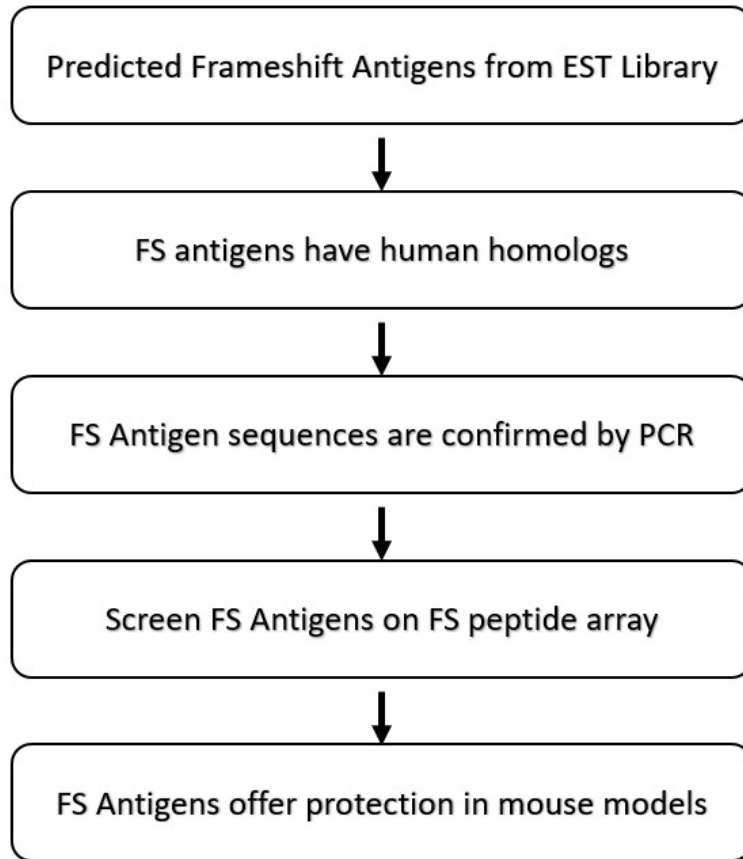 Predicted Frameshift Antigens from EST Library
FS antigens have human homologs
FS Antigen sequences are confirmed by PCR
Screen FS Antigens on FS peptide array
FS Antigens offer protection in mouse models